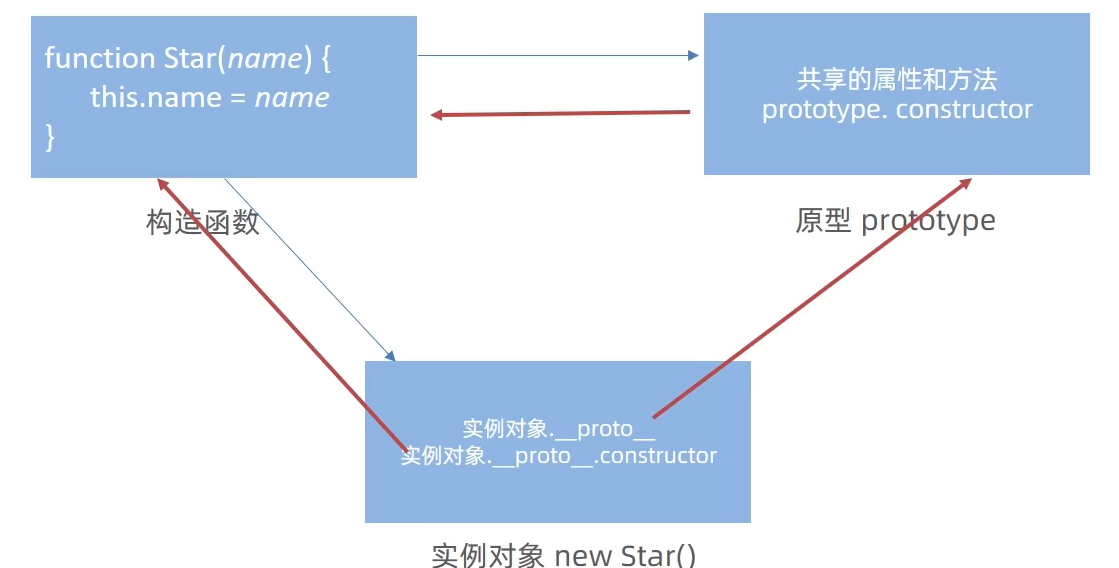 function Star(name) {
this.name = name
}
共享的属性和方法
prototype. constructor
构造函数
原型 prototype
实例对象.__proto__
实例对象.__proto__.constructor
实例对象 new Star()